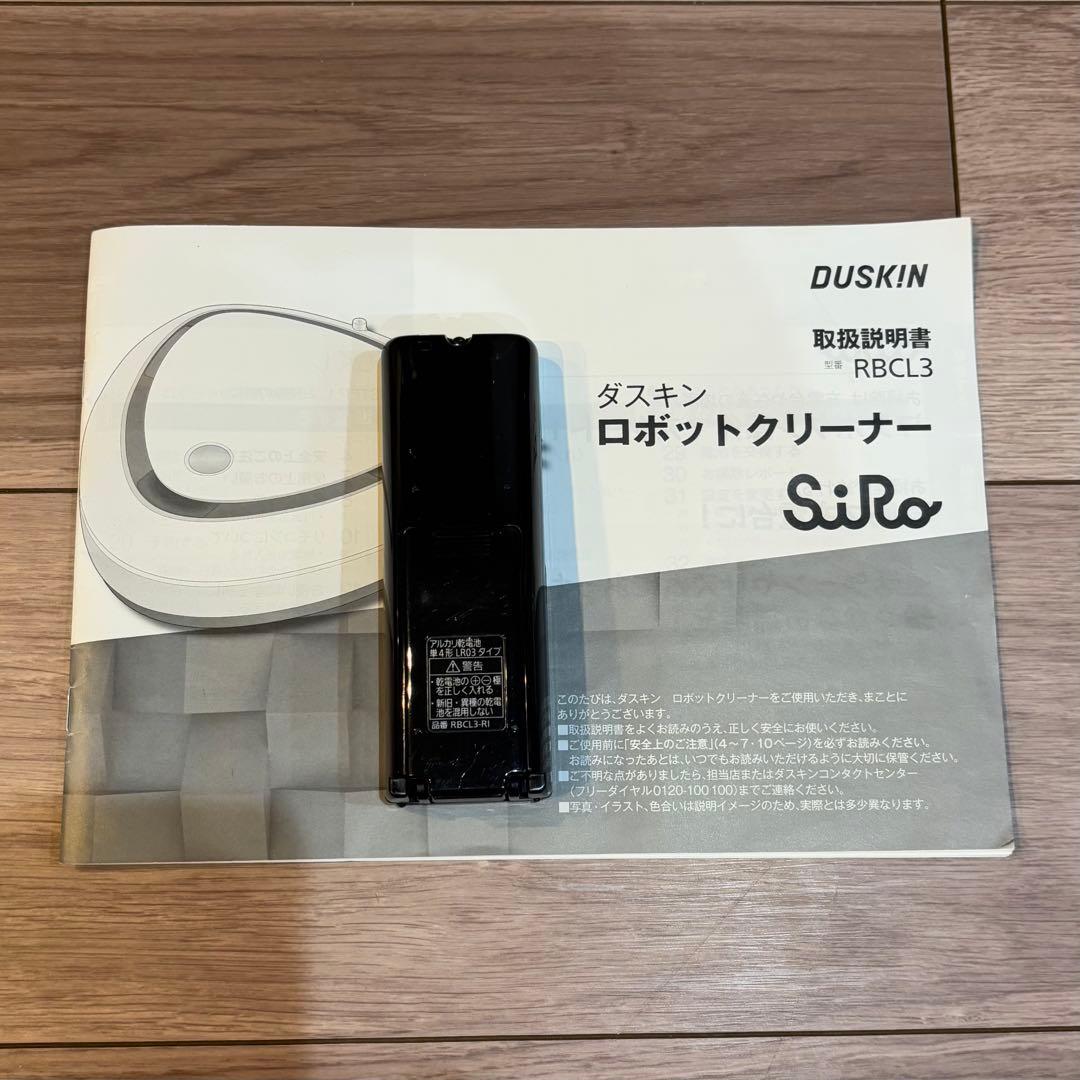 DUSKIN
取扱説明書
型番 RBCL3
ダスキン
ロボットクリーナー
SiRo
アルカリ乾電池
単4形 LR03タイプ
⚠警告
・乾電池の⊕⊖極
を正しく入れる
・新旧・異種の乾電
池を混用しない
品番 RBCL3-RI
このたびは、ダスキン ロボットクリーナーをご使用いただき、まことに
ありがとうございます。
■取扱説明書をよくお読みのうえ、正しく安全にお使いください。
■ご使用前に「安全上のご注意」(4～7・10ページ)を必ずお読みください。
お読みになったあとは、いつでもお読みいただけるように大切に保管ください。
■ご不明な点がありましたら、担当店またはダスキンコンタクトセンター
(フリーダイヤル0120-100100)までご連絡ください。
■写真・イラスト、色合いは説明イメージのため、実際とは多少異なります。